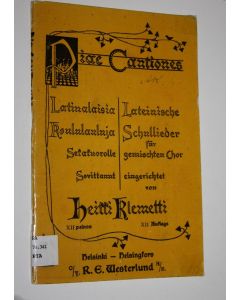 Piae Cantiones
Latinalaisia
Koululauluja
Sekakuorolle
Sovittanut
Lateinische
Schullieder
für
gemischten Chor
eingerichtet
von
Heikki Klemetti
XII painos
XII Auflage
Helsinki — Helsingfors
R. E. Westerlund